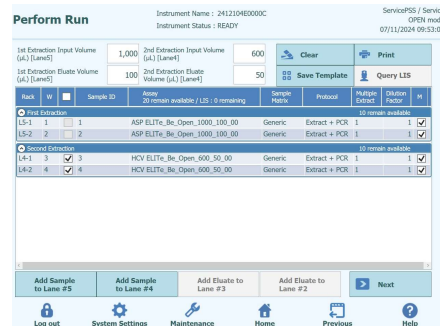 Perform Run
Instrument Name : 2412104E0000C
Instrument Status : READY
ServicePSS / Servic
OPEN mod
07/11/2024 09:53:0
1st Extraction Input Volume (µL) [Lane5]
1,000
2nd Extraction Input Volume (µL) [Lane4]
600
Clear
Print
1st Extraction Eluate Volume (µL) [Lane5]
100
2nd Extraction Eluate Volume (µL) [Lane4]
50
Save Template
Query LIS
Rack W Sample ID Assay 20 remain available / LIS : 0 remaining Sample Matrix Protocol Multiple Extract Dilution Factor M
First Extraction 10 remain available
L5-1 1 1 ASP ELITe_Be_Open_1000_100_00 Generic Extract + PCR 1 1
L5-2 2 2 ASP ELITe_Be_Open_1000_100_00 Generic Extract + PCR 1 1
Second Extraction 10 remain available
L4-1 3 3 HCV ELITe_Be_Open_600_50_00 Generic Extract + PCR 1 1
L4-2 4 4 HCV ELITe_Be_Open_600_50_00 Generic Extract + PCR 1 1
Add Sample to Lane #5
Add Sample to Lane #4
Add Eluate to Lane #3
Add Eluate to Lane #2
Next
Log out
System Settings
Maintenance
Home
Previous
Help